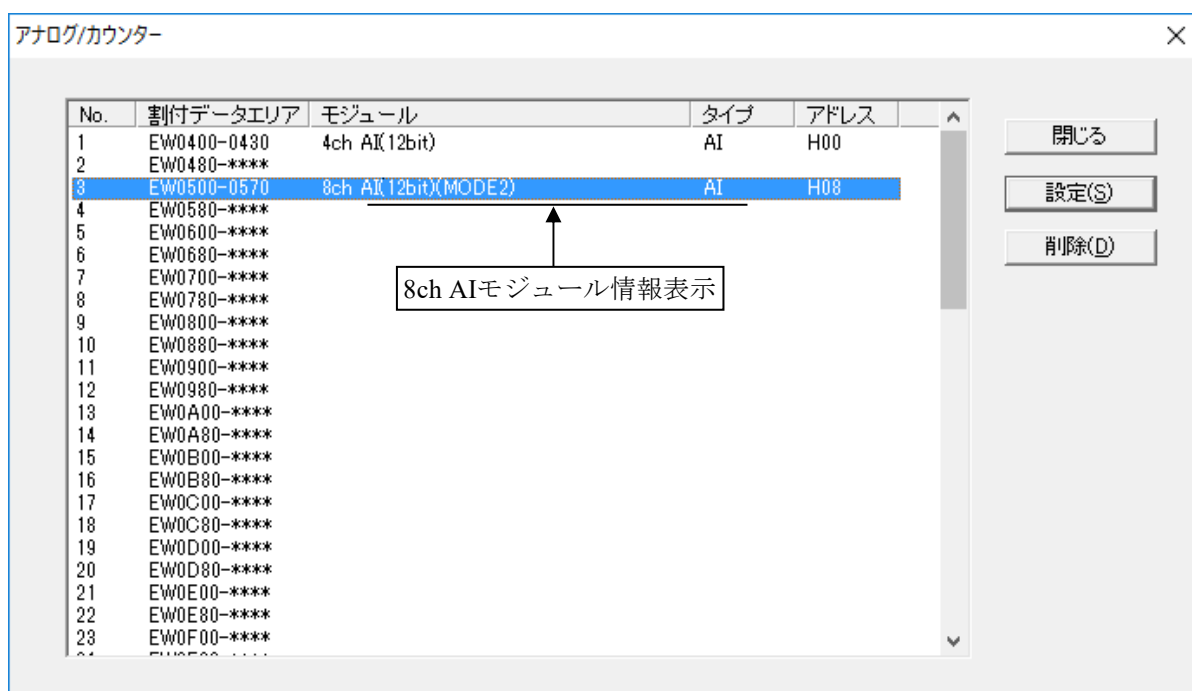 アナログ/カウンター
No. 割付データエリア モジュール タイプ アドレス
1 EW0400-0430 4ch AI(12bit) AI H00
2 EW0480-****
3 EW0500-0570 8ch AI(12bit)(MODE2) AI H08
4 EW0580-****
5 EW0600-****
6 EW0680-****
7 EW0700-****
8 EW0780-****
9 EW0800-****
10 EW0880-****
11 EW0900-****
12 EW0980-****
13 EW0A00-****
14 EW0A80-****
15 EW0B00-****
16 EW0B80-****
17 EW0C00-****
18 EW0C80-****
19 EW0D00-****
20 EW0D80-****
21 EW0E00-****
22 EW0E80-****
23 EW0F00-****
8ch AIモジュール情報表示
閉じる
設定(S)
削除(D)